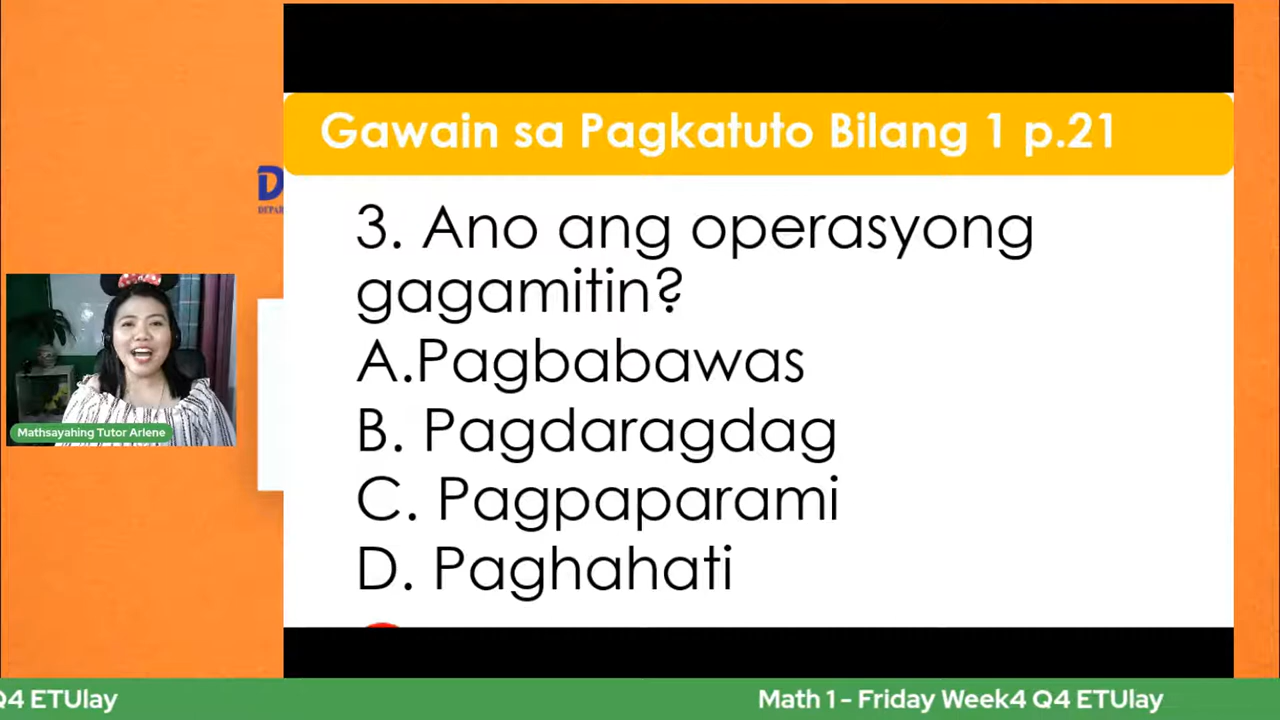 Gawain sa Pagkatuto Bilang 1 p.21
3. Ano ang operasyong
gagamitin?
A.Pagbabawas
B. Pagdaragdag
C. Pagpaparami
D. Paghahati
Mathsayahing Tutor Arlene
Q4 ETUlay
Math 1 - Friday Week4 Q4 ETUlay